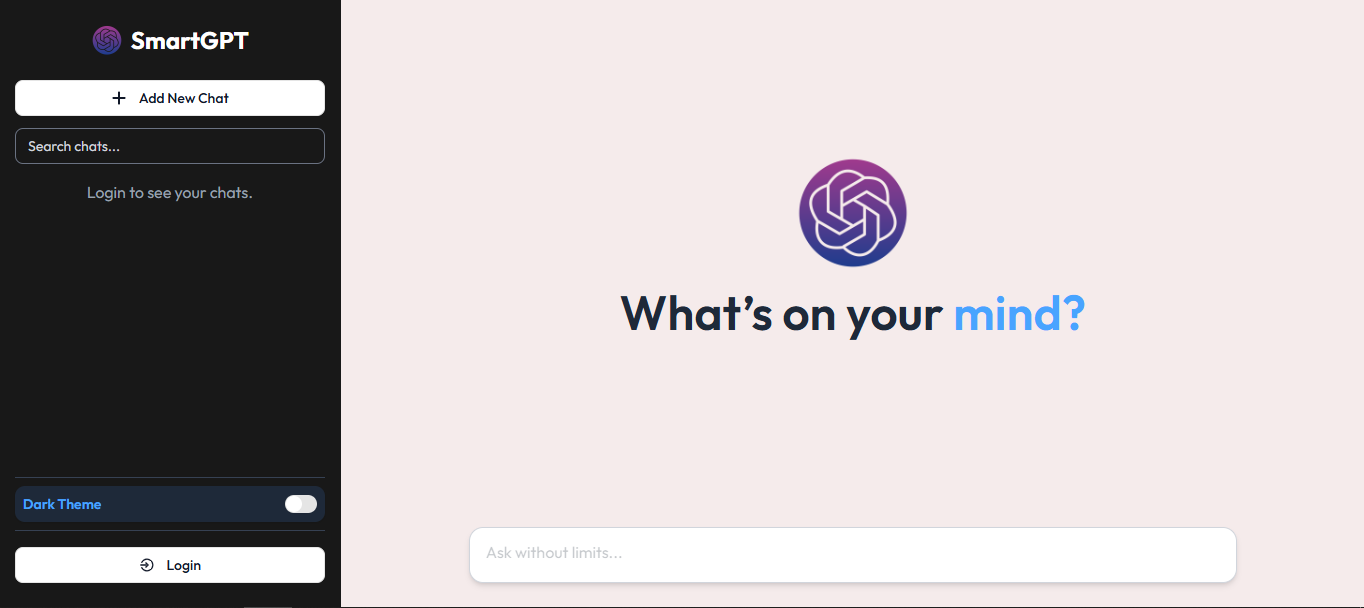 SmartGPT
Add New Chat
Search chats...
Login to see your chats.
Dark Theme
Login
What’s on your mind?
Ask without limits...